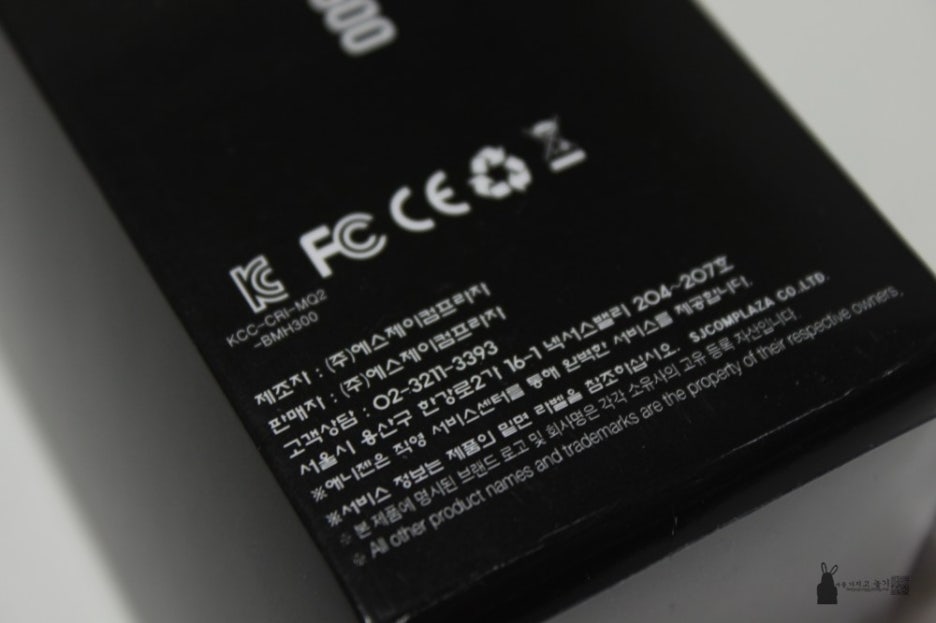 000
FC CE
KCC-CRI-MQ2
-BMH300
제조자 : (주)에스제이컴프라자
판매자 : (주)에스제이컴프라자
고객상담 : 02-3211-3393
서울시 용산구 한강로2가 16-1 넥서스밸리 204~207호
※애니젠은 직영 서비스센터를 통해 완벽한 서비스를 제공합니다.
※서비스 정보는 제품의 밑면 라벨을 참조하십시오. SJCOMPLAZA CO.,LTD.
※ 본 제품에 명시된 브랜드 로고 및 회사명은 각각 소유사의 고유 등록 자산입니다.
※ All other product names and trademarks are the property of their respective owners.